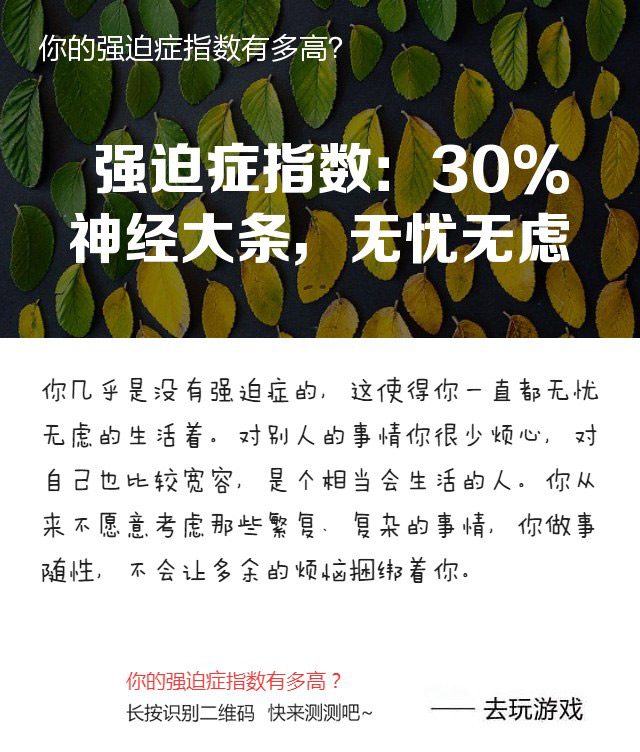 你的强迫症指数有多高?
强迫症指数：30%
神经大条，无忧无虑
你几乎是没有强迫症的，这使得你一直都无忧
无虑的生活着。对别人的事情你很少烦心，对
自己也比较宽容，是个相当会生活的人。你从
来不愿意考虑那些繁复、复杂的事情，你做事
随性，不会让多余的烦恼捆绑着你。
你的强迫症指数有多高？
长按识别二维码 快来测测吧~
—— 去玩游戏